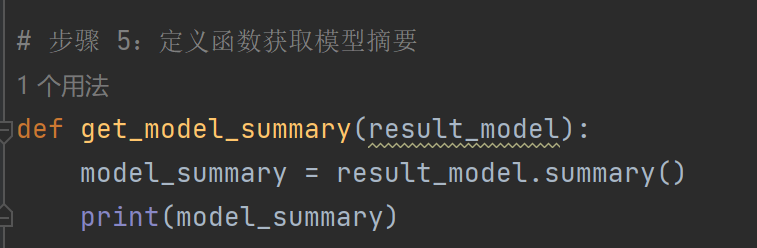 # 步骤 5：定义函数获取模型摘要
1 个用法
def get_model_summary(result_model):
    model_summary = result_model.summary()
    print(model_summary)